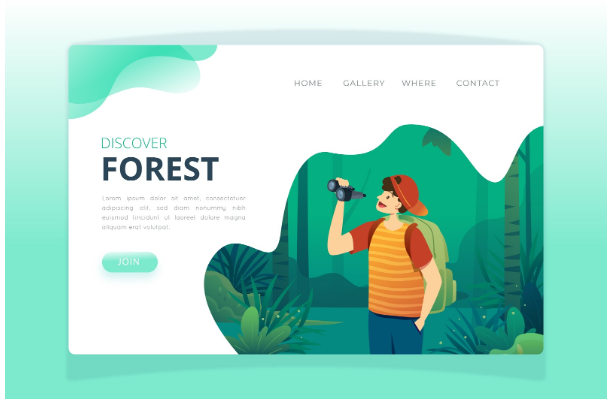 HOME GALLERY WHERE CONTACT
DISCOVER
FOREST
Lorem ipsum dolor sit amet, consectetuer
adipiscing elit, sed diam nonummy nibh
euismod tincidunt ut laoreet dolore magna
aliquam erat volutpat.
JOIN